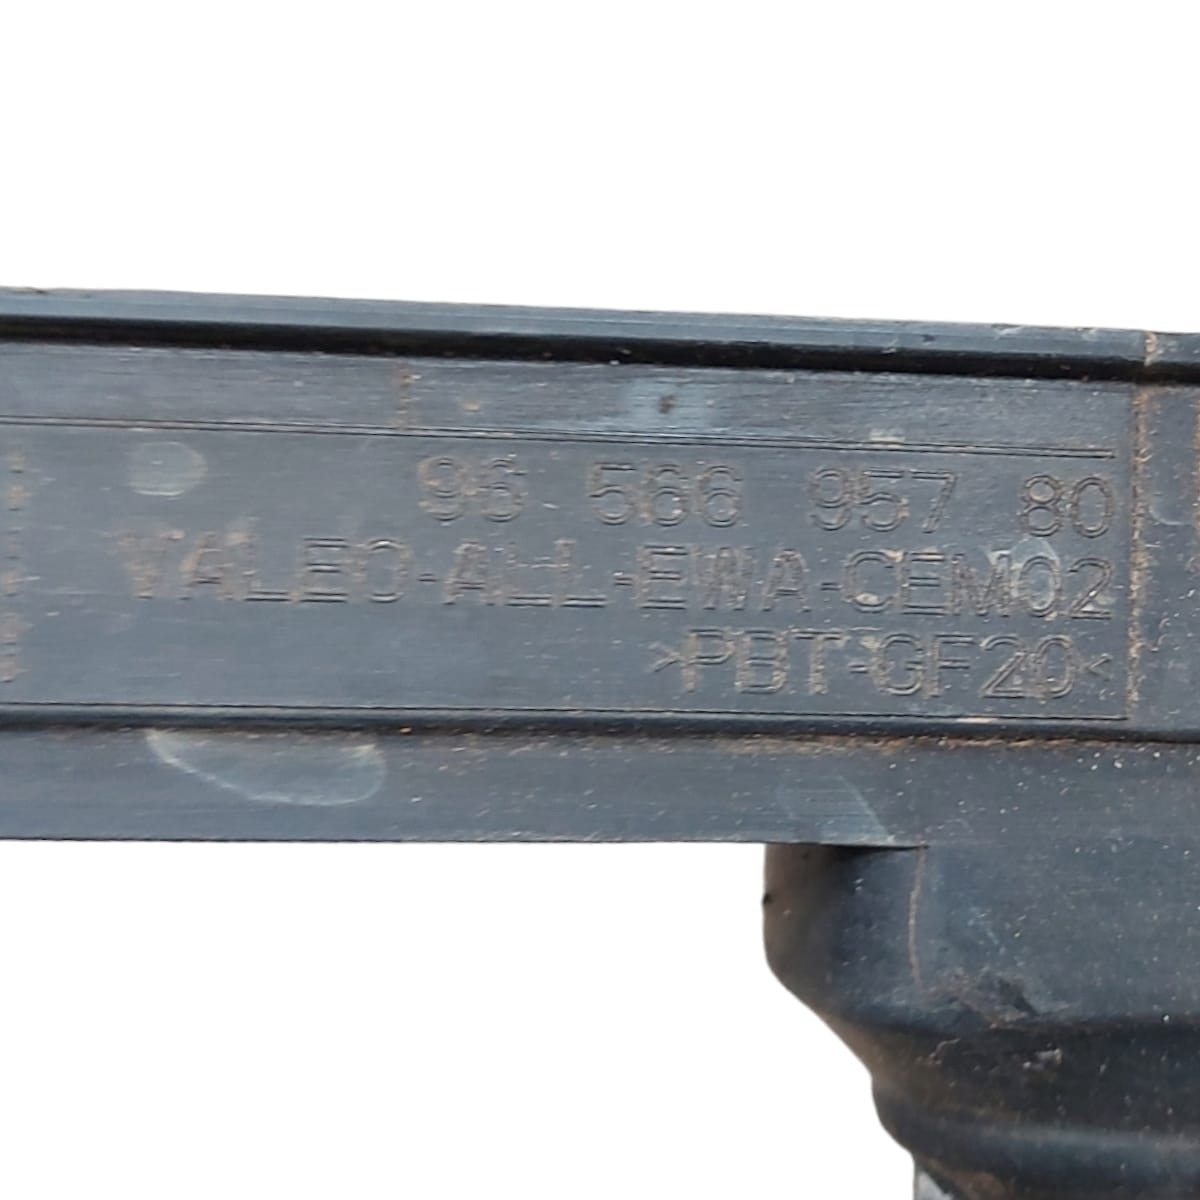 96 566 957 80
VALEO-ALL-EWA-CEM02
>PBT-GF20<